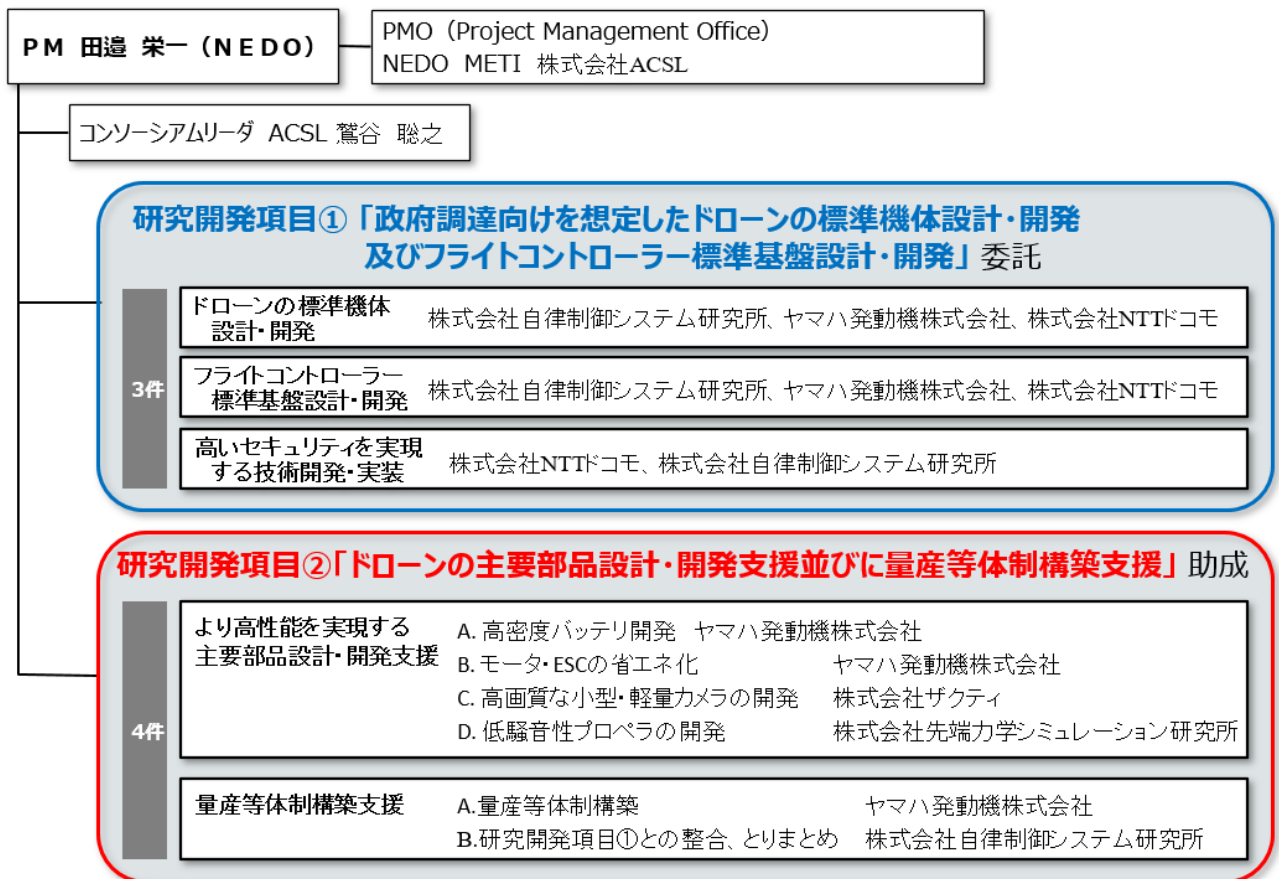 PM 田邉 栄一（NEDO）
PMO（Project Management Office）
NEDO METI 株式会社ACSL
コンソーシアムリーダ ACSL 鷲谷 聡之
研究開発項目①「政府調達向けを想定したドローンの標準機体設計・開発
及びフライトコントローラー標準基盤設計・開発」委託
3件
ドローンの標準機体
設計・開発
株式会社自律制御システム研究所、ヤマハ発動機株式会社、株式会社NTTドコモ
フライトコントローラー
標準基盤設計・開発
株式会社自律制御システム研究所、ヤマハ発動機株式会社、株式会社NTTドコモ
高いセキュリティを実現
する技術開発・実装
株式会社NTTドコモ、株式会社自律制御システム研究所
研究開発項目②「ドローンの主要部品設計・開発支援並びに量産等体制構築支援」助成
4件
より高性能を実現する
主要部品設計・開発支援
A. 高密度バッテリ開発 ヤマハ発動機株式会社
B. モータ・ESCの省エネ化 ヤマハ発動機株式会社
C. 高画質な小型・軽量カメラの開発 株式会社ザクティ
D. 低騒音性プロペラの開発 株式会社先端力学シミュレーション研究所
量産等体制構築支援
A.量産等体制構築 ヤマハ発動機株式会社
B.研究開発項目①との整合、とりまとめ 株式会社自律制御システム研究所